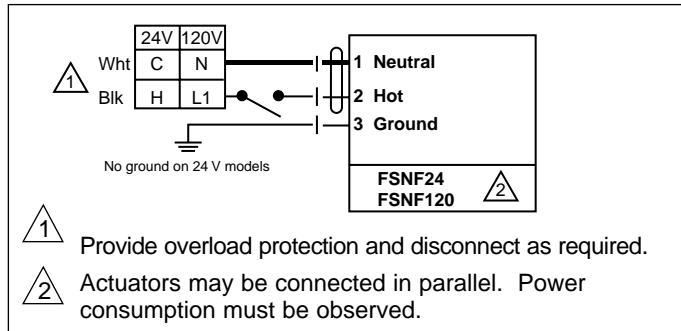 24V 120V
Wht C N 1 Neutral
1
Blk H L1 2 Hot
3 Ground
No ground on 24 V models
FSNF24
FSNF120
2
1 Provide overload protection and disconnect as required.
2 Actuators may be connected in parallel. Power
consumption must be observed.